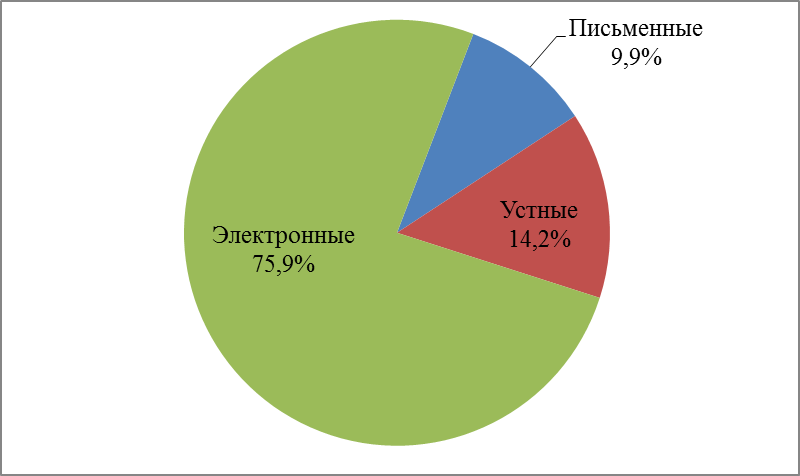 Письменные
9,9%
Устные
14,2%
Электронные
75,9%